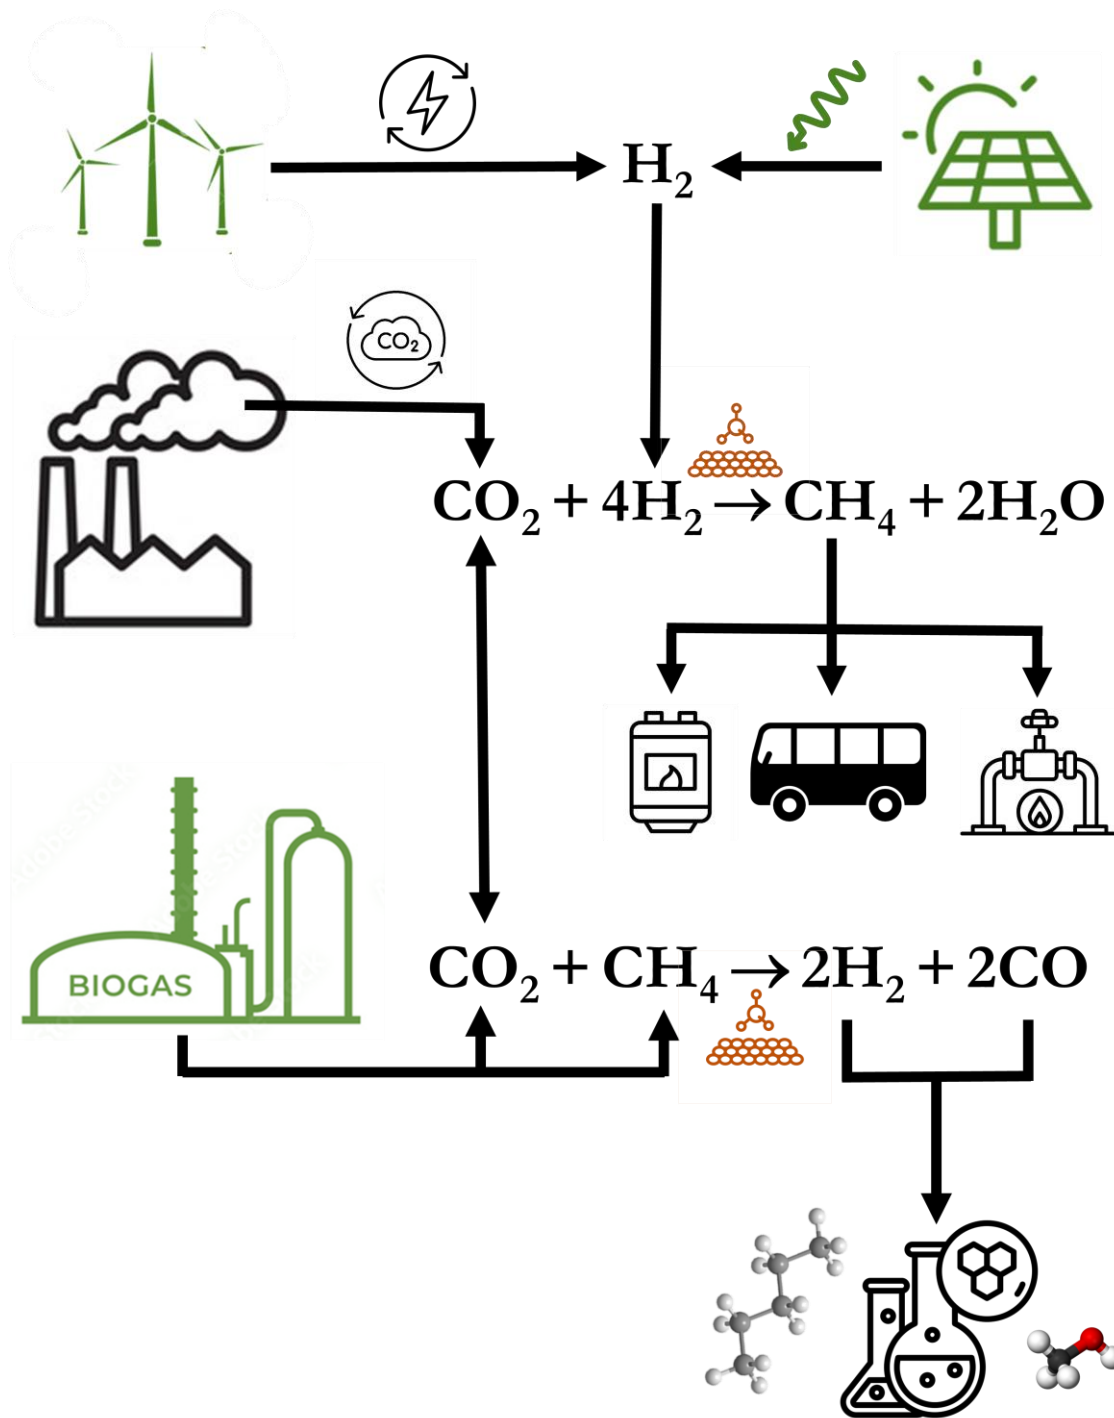 H₂
CO₂
CO₂ + 4H₂ → CH₄ + 2H₂O
BIOGAS
CO₂ + CH₄ → 2H₂ + 2CO